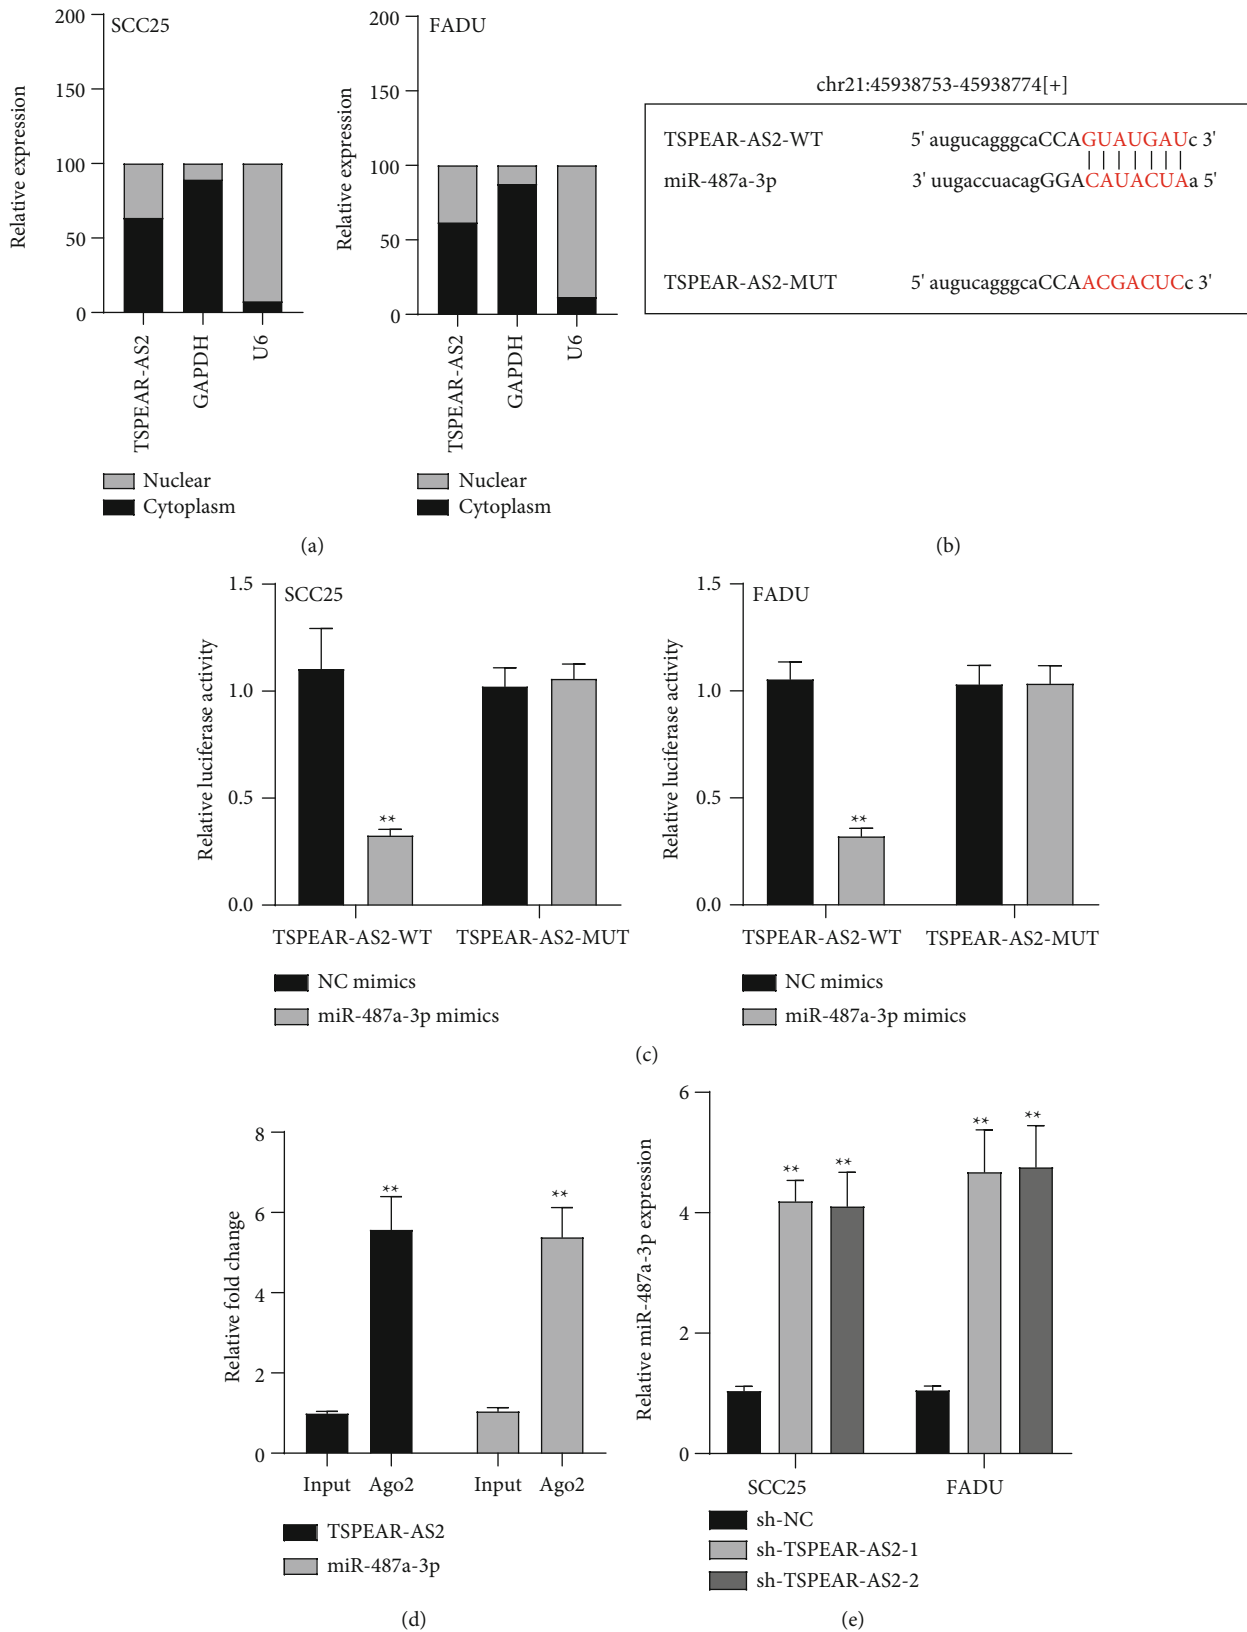 SCC25
200
150
100
50
0
Relative expression
TSPEAR-AS2
GAPDH
U6
Nuclear
Cytoplasm
FADU
200
150
100
50
0
Relative expression
TSPEAR-AS2
GAPDH
U6
Nuclear
Cytoplasm
(a)
chr21:45938753-45938774[+]
TSPEAR-AS2-WT 5' augucagggcaCCAGUAUGAUc 3'
miR-487a-3p 3' uugaccuacagGGACAUACUAa 5'
TSPEAR-AS2-MUT 5' augucagggcaCCAACGACUCc 3'
(b)
SCC25
1.5
1.0
0.5
0.0
Relative luciferase activity
**
TSPEAR-AS2-WT TSPEAR-AS2-MUT
NC mimics
miR-487a-3p mimics
FADU
1.5
1.0
0.5
0.0
Relative luciferase activity
**
TSPEAR-AS2-WT TSPEAR-AS2-MUT
NC mimics
miR-487a-3p mimics
(c)
8
6
4
2
0
Relative fold change
** **
Input Ago2 Input Ago2
TSPEAR-AS2
miR-487a-3p
(d)
6
4
2
0
Relative miR-487a-3p expression
** ** ** **
SCC25 FADU
sh-NC
sh-TSPEAR-AS2-1
sh-TSPEAR-AS2-2
(e)